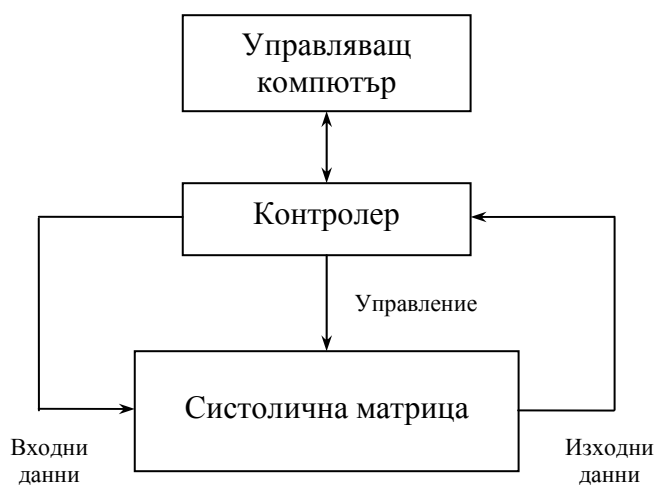 Управляващ
компютър
Контролер
Управление
Систолична матрица
Входни
данни
Изходни
данни